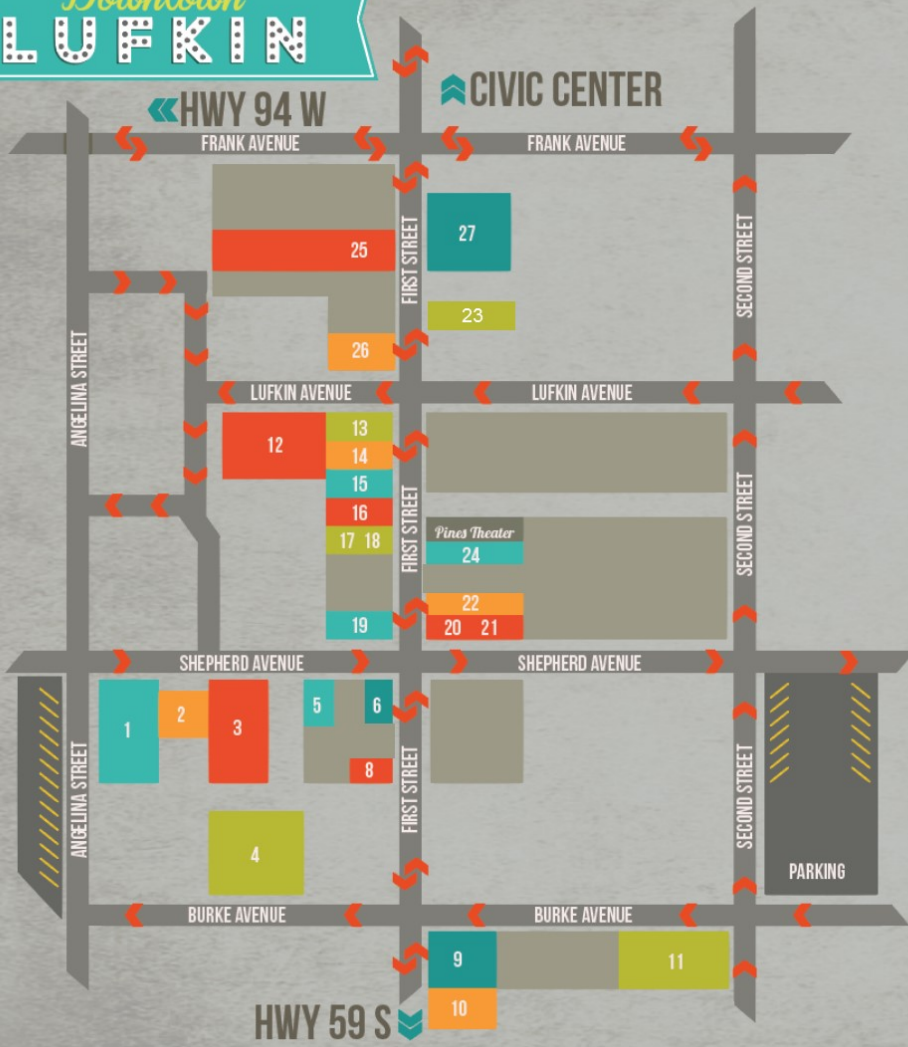 Downtown
LUFKIN
CIVIC CENTER
HWY 94 W
FRANK AVENUE
FRANK AVENUE
27
25
FIRST STREET
SECOND STREET
23
26
ANGELINA STREET
LUFKIN AVENUE
LUFKIN AVENUE
12
13
14
15
16
17 18
FIRST STREET
SECOND STREET
Pines Theater
24
22
19
20 21
SHEPHERD AVENUE
SHEPHERD AVENUE
1
2
3
5
6
8
ANGELINA STREET
FIRST STREET
SECOND STREET
4
PARKING
BURKE AVENUE
BURKE AVENUE
9
11
10
HWY 59 S